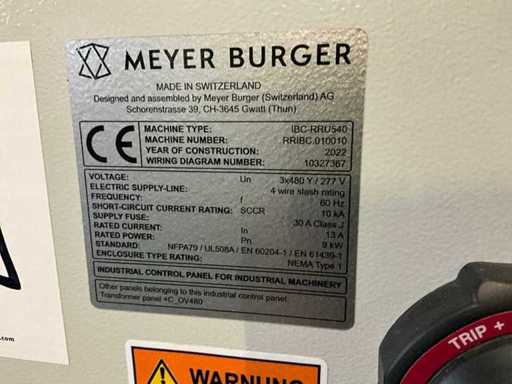 MEYER BURGER
MADE IN SWITZERLAND
Designed and assembled by Meyer Burger (Switzerland) AG
Schorenstrasse 39, CH-3645 Gwatt (Thun)
CE
MACHINE TYPE: IBC-RRU540
MACHINE NUMBER: RRIBC.010010
YEAR OF CONSTRUCTION: 2022
WIRING DIAGRAM NUMBER: 10327367
VOLTAGE: Un 3x480 Y / 277 V
ELECTRIC SUPPLY-LINE: 4 wire slash rating
FREQUENCY: f 60 Hz
SHORT-CIRCUIT CURRENT RATING: SCCR 10 kA
SUPPLY FUSE: 30 A Class J
RATED CURRENT: In 13 A
RATED POWER: Pn 9 kW
STANDARD: NFPA79 / UL508A / EN 60204-1 / EN 61439-1
ENCLOSURE TYPE RATING: NEMA Type 1
INDUSTRIAL CONTROL PANEL FOR INDUSTRIAL MACHINERY
Other panels belonging to this industrial control panel:
Transformer panel +C_OV480
.com
TRIP +
WARNING